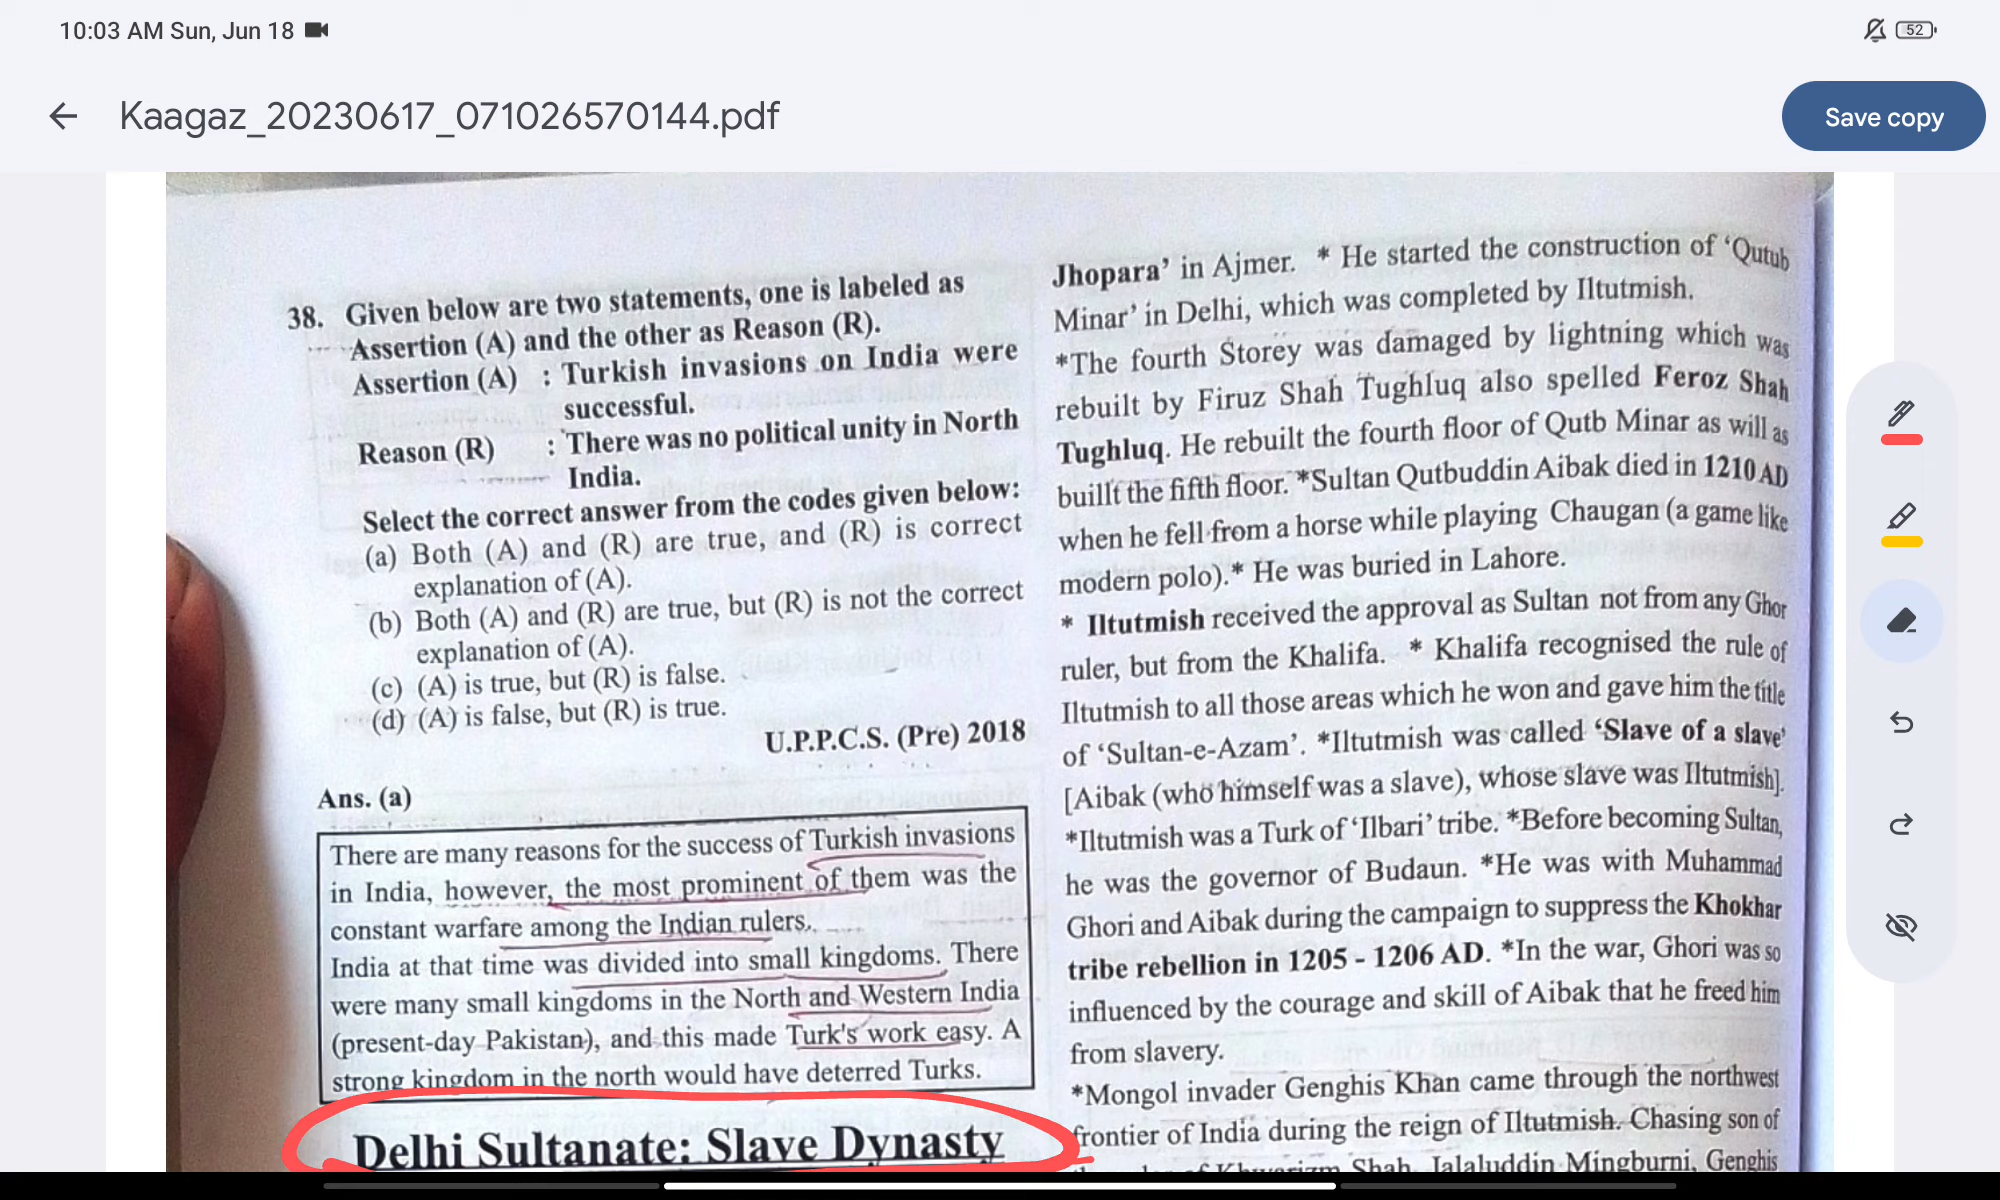 10:03 AM Sun, Jun 18
52
Kaagaz_20230617_071026570144.pdf
Save copy
38. Given below are two statements, one is labeled as
Assertion (A) and the other as Reason (R).
Assertion (A) : Turkish invasions on India were
successful.
Reason (R) : There was no political unity in North
India.
Select the correct answer from the codes given below:
(a) Both (A) and (R) are true, and (R) is correct
explanation of (A).
(b) Both (A) and (R) are true, but (R) is not the correct
explanation of (A).
(c) (A) is true, but (R) is false.
(d) (A) is false, but (R) is true.
U.P.P.C.S. (Pre) 2018
Ans. (a)
There are many reasons for the success of Turkish invasions
in India, however, the most prominent of them was the
constant warfare among the Indian rulers.
India at that time was divided into small kingdoms. There
were many small kingdoms in the North and Western India
(present-day Pakistan), and this made Turk's work easy. A
strong kingdom in the north would have deterred Turks.
Delhi Sultanate: Slave Dynasty
Jhopara’ in Ajmer. * He started the construction of ‘Qutub
Minar’ in Delhi, which was completed by Iltutmish.
*The fourth Storey was damaged by lightning which was
rebuilt by Firuz Shah Tughluq also spelled Feroz Shah
Tughluq. He rebuilt the fourth floor of Qutb Minar as will as
buillt the fifth floor. *Sultan Qutbuddin Aibak died in 1210 AD
when he fell from a horse while playing Chaugan (a game like
modern polo).* He was buried in Lahore.
* Iltutmish received the approval as Sultan not from any Ghor
ruler, but from the Khalifa. * Khalifa recognised the rule of
Iltutmish to all those areas which he won and gave him the title
of ‘Sultan-e-Azam’. *Iltutmish was called ‘Slave of a slave’
[Aibak (who himself was a slave), whose slave was Iltutmish].
*Iltutmish was a Turk of ‘Ilbari’ tribe. *Before becoming Sultan,
he was the governor of Budaun. *He was with Muhammad
Ghori and Aibak during the campaign to suppress the Khokhar
tribe rebellion in 1205 - 1206 AD. *In the war, Ghori was so
influenced by the courage and skill of Aibak that he freed him
from slavery.
*Mongol invader Genghis Khan came through the northwest
frontier of India during the reign of Iltutmish. Chasing son of
Shah, Jalaluddin Mingburni, Genghis